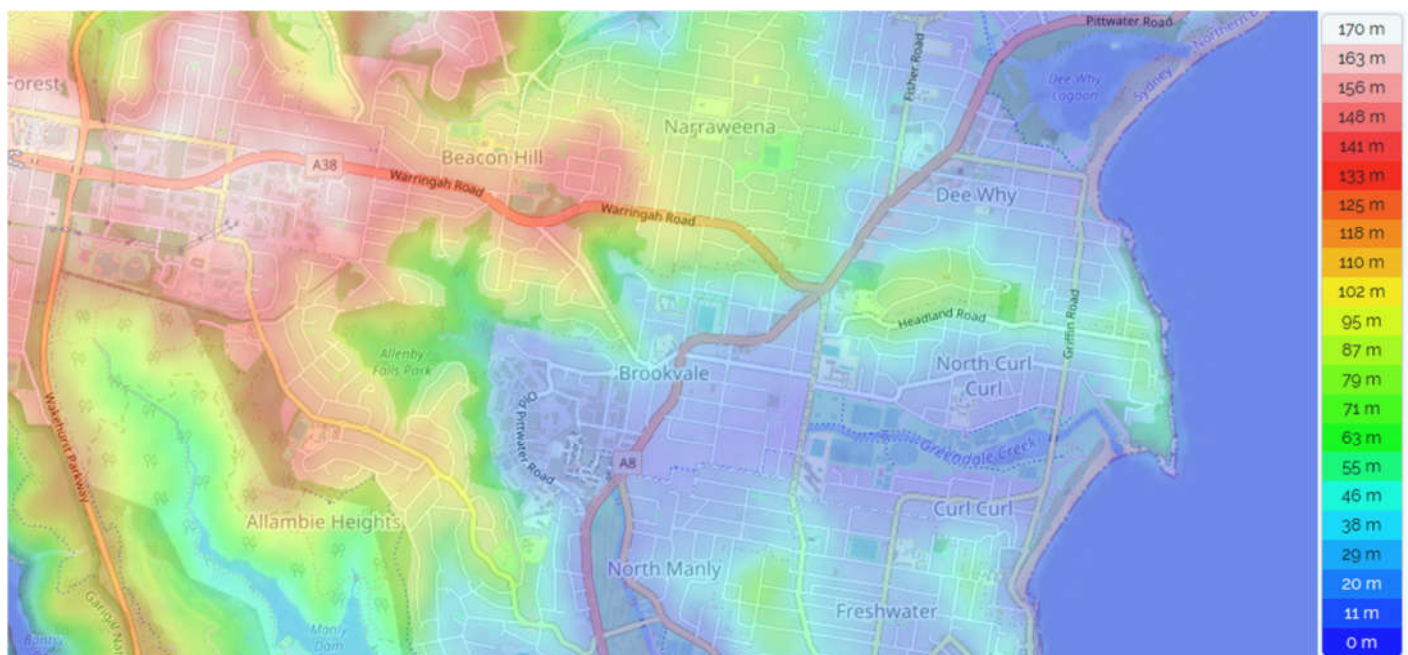 Pittwater Road
Northern B
Sydney
Dee Why
Lagoon
Fisher Road
Forest
Narraweena
Beacon Hill
A38
Warringah Road
Warringah Road
Dee Why
Headland Road
Griffin Road
North Curl
Curl
Allenby
Falls Park
Brookvale
Old Pittwater Road
Wakehurst Parkway
A8
Greendale Creek
Curl Curl
Allambie Heights
North Manly
Freshwater
Manly
Dam
Garigal Na
Bantry
170 m
163 m
156 m
148 m
141 m
133 m
125 m
118 m
110 m
102 m
95 m
87 m
79 m
71 m
63 m
55 m
46 m
38 m
29 m
20 m
11 m
0 m